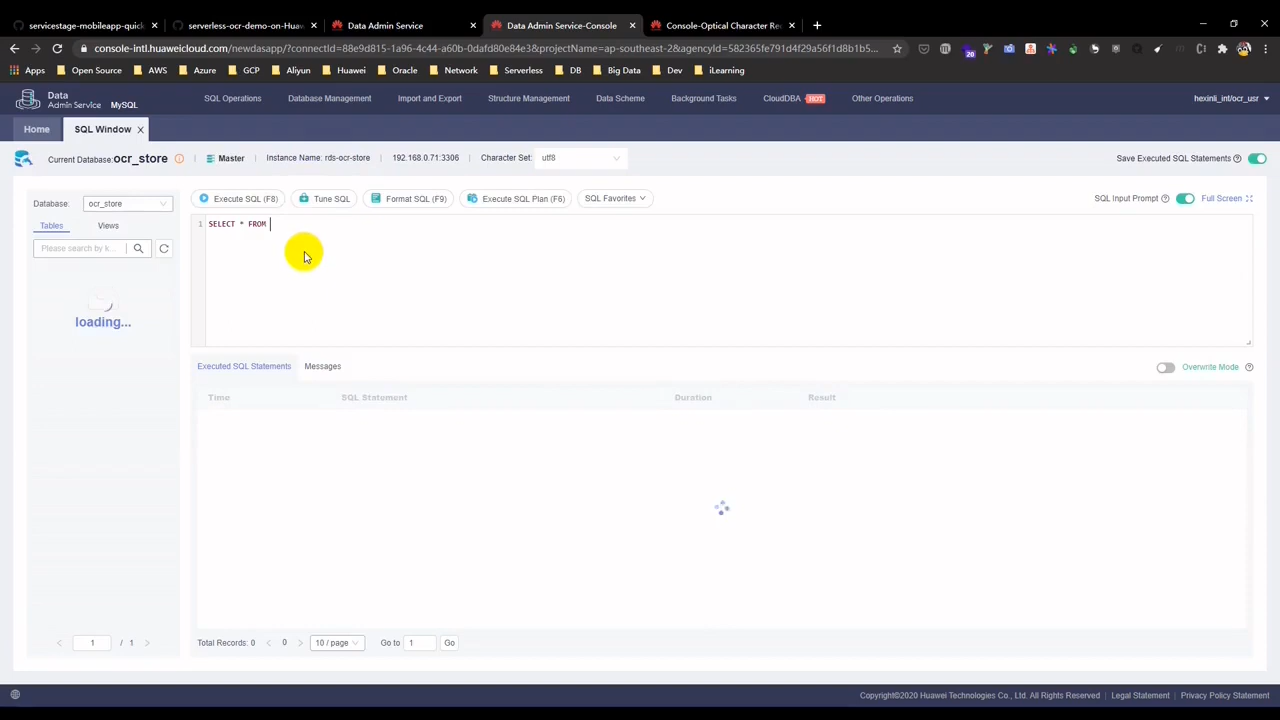 servicestage-mobileapp-quick
serverless-ocr-demo-on-Huaw
Data Admin Service
Data Admin Service-Console
Console-Optical Character Rec
console-intl.huaweicloud.com/newdasapp/?connectId=88e9d815-1a96-4c44-a60b-0dafd80e84e3&projectName=ap-southeast-2&agencyId=582365fe791d4f29a56f1d8b1b5...
20
Apps Open Source AWS Azure GCP Aliyun Huawei Oracle Network Serverless DB Big Data Dev iLearning
Data
Admin Service MySQL
SQL Operations Database Management Import and Export Structure Management Data Scheme Background Tasks CloudDBA HOT Other Operations
hexinli_int/ocr_usr
Home SQL Window
Current Database:ocr_store Master Instance Name: rds-ocr-store 192.168.0.71:3306 Character Set: utf8 Save Executed SQL Statements
Database: ocr_store
Execute SQL (F8) Tune SQL Format SQL (F9) Execute SQL Plan (F6) SQL Favorites SQL Input Prompt Full Screen
Tables Views
1 SELECT * FROM
Please search by k...
loading...
Executed SQL Statements Messages Overwrite Mode
Time SQL Statement Duration Result
1 / 1
Total Records: 0 0 10 / page Go to 1 Go
Copyright©2020 Huawei Technologies Co., Ltd. All Rights Reserved | Legal Statement | Privacy Policy Statement